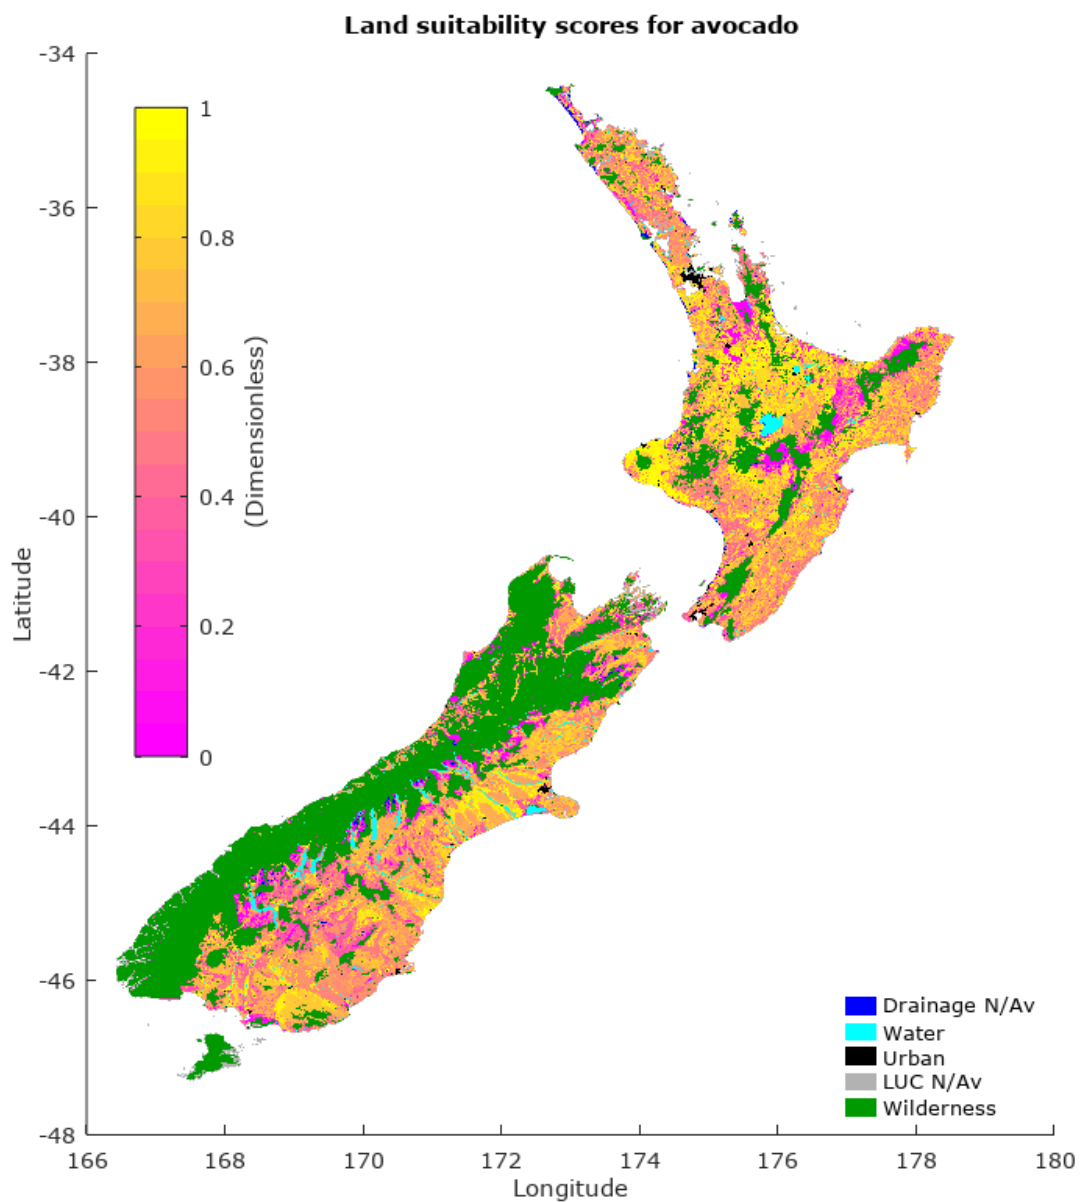 Land suitability scores for avocado
-34
-36
-38
-40
-42
-44
-46
-48
Latitude
1
0.8
0.6
0.4
0.2
0
(Dimensionless)
Drainage N/Av
Water
Urban
LUC N/Av
Wilderness
166 168 170 172 174 176 178 180
Longitude